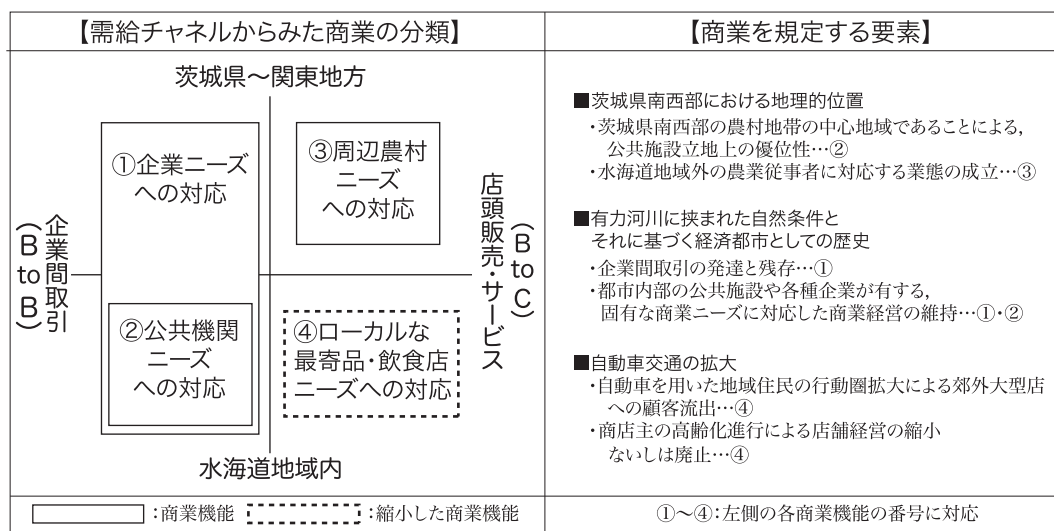 【需給チャネルからみた商業の分類】
茨城県〜関東地方
①企業ニーズ
への対応
③周辺農村
ニーズ
への対応
企業間取引
(B to B)
店頭販売・サービス
(B to C)
②公共機関
ニーズ
への対応
④ローカルな
最寄品・飲食店
ニーズへの対応
水海道地域内
:商業機能
:縮小した商業機能
【商業を規定する要素】
■茨城県南西部における地理的位置
・茨城県南西部の農村地帯の中心地域であることによる,
公共施設立地上の優位性…②
・水海道地域外の農業従事者に対応する業態の成立…③
■有力河川に挟まれた自然条件と
それに基づく経済都市としての歴史
・企業間取引の発達と残存…①
・都市内部の公共施設や各種企業が有する,
固有な商業ニーズに対応した商業経営の維持…①・②
■自動車交通の拡大
・自動車を用いた地域住民の行動圏拡大による郊外大型店
への顧客流出…④
・商店主の高齢化進行による店舗経営の縮小
ないしは廃止…④
①〜④:左側の各商業機能の番号に対応